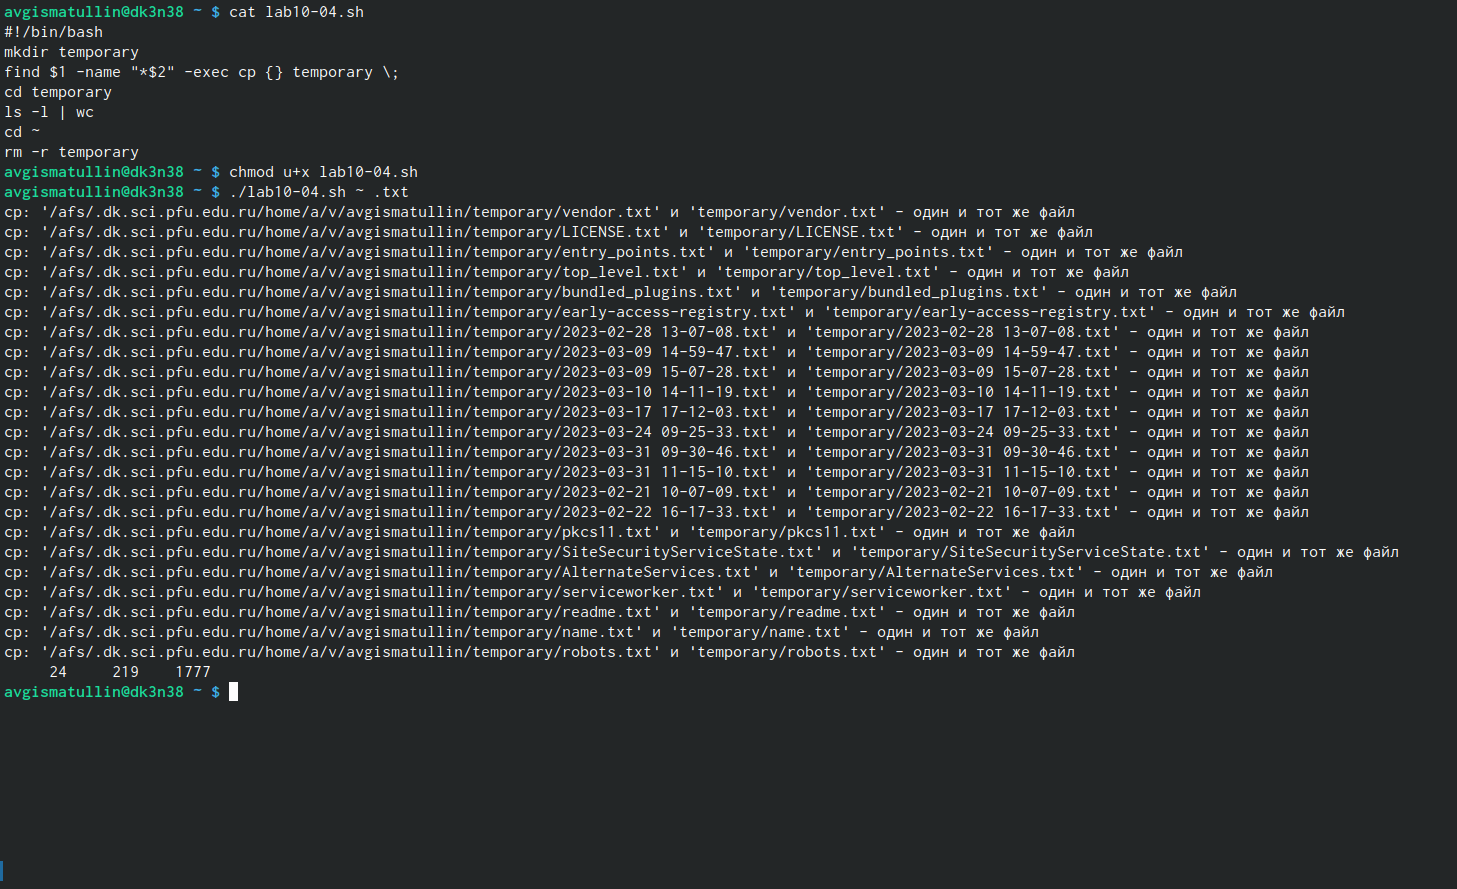 avgismatullin@dk3n38 ~ $ cat lab10-04.sh
#!/bin/bash
mkdir temporary
find $1 -name "*$2" -exec cp {} temporary \;
cd temporary
ls -l | wc
cd ~
rm -r temporary
avgismatullin@dk3n38 ~ $ chmod u+x lab10-04.sh
avgismatullin@dk3n38 ~ $ ./lab10-04.sh ~ .txt
cp: '/afs/.dk.sci.pfu.edu.ru/home/a/v/avgismatullin/temporary/vendor.txt' и 'temporary/vendor.txt' - один и тот же файл
cp: '/afs/.dk.sci.pfu.edu.ru/home/a/v/avgismatullin/temporary/LICENSE.txt' и 'temporary/LICENSE.txt' - один и тот же файл
cp: '/afs/.dk.sci.pfu.edu.ru/home/a/v/avgismatullin/temporary/entry_points.txt' и 'temporary/entry_points.txt' - один и тот же файл
cp: '/afs/.dk.sci.pfu.edu.ru/home/a/v/avgismatullin/temporary/top_level.txt' и 'temporary/top_level.txt' - один и тот же файл
cp: '/afs/.dk.sci.pfu.edu.ru/home/a/v/avgismatullin/temporary/bundled_plugins.txt' и 'temporary/bundled_plugins.txt' - один и тот же файл
cp: '/afs/.dk.sci.pfu.edu.ru/home/a/v/avgismatullin/temporary/early-access-registry.txt' и 'temporary/early-access-registry.txt' - один и тот же файл
cp: '/afs/.dk.sci.pfu.edu.ru/home/a/v/avgismatullin/temporary/2023-02-28 13-07-08.txt' и 'temporary/2023-02-28 13-07-08.txt' - один и тот же файл
cp: '/afs/.dk.sci.pfu.edu.ru/home/a/v/avgismatullin/temporary/2023-03-09 14-59-47.txt' и 'temporary/2023-03-09 14-59-47.txt' - один и тот же файл
cp: '/afs/.dk.sci.pfu.edu.ru/home/a/v/avgismatullin/temporary/2023-03-09 15-07-28.txt' и 'temporary/2023-03-09 15-07-28.txt' - один и тот же файл
cp: '/afs/.dk.sci.pfu.edu.ru/home/a/v/avgismatullin/temporary/2023-03-10 14-11-19.txt' и 'temporary/2023-03-10 14-11-19.txt' - один и тот же файл
cp: '/afs/.dk.sci.pfu.edu.ru/home/a/v/avgismatullin/temporary/2023-03-17 17-12-03.txt' и 'temporary/2023-03-17 17-12-03.txt' - один и тот же файл
cp: '/afs/.dk.sci.pfu.edu.ru/home/a/v/avgismatullin/temporary/2023-03-24 09-25-33.txt' и 'temporary/2023-03-24 09-25-33.txt' - один и тот же файл
cp: '/afs/.dk.sci.pfu.edu.ru/home/a/v/avgismatullin/temporary/2023-03-31 09-30-46.txt' и 'temporary/2023-03-31 09-30-46.txt' - один и тот же файл
cp: '/afs/.dk.sci.pfu.edu.ru/home/a/v/avgismatullin/temporary/2023-03-31 11-15-10.txt' и 'temporary/2023-03-31 11-15-10.txt' - один и тот же файл
cp: '/afs/.dk.sci.pfu.edu.ru/home/a/v/avgismatullin/temporary/2023-02-21 10-07-09.txt' и 'temporary/2023-02-21 10-07-09.txt' - один и тот же файл
cp: '/afs/.dk.sci.pfu.edu.ru/home/a/v/avgismatullin/temporary/2023-02-22 16-17-33.txt' и 'temporary/2023-02-22 16-17-33.txt' - один и тот же файл
cp: '/afs/.dk.sci.pfu.edu.ru/home/a/v/avgismatullin/temporary/pkcs11.txt' и 'temporary/pkcs11.txt' - один и тот же файл
cp: '/afs/.dk.sci.pfu.edu.ru/home/a/v/avgismatullin/temporary/SiteSecurityServiceState.txt' и 'temporary/SiteSecurityServiceState.txt' - один и тот же файл
cp: '/afs/.dk.sci.pfu.edu.ru/home/a/v/avgismatullin/temporary/AlternateServices.txt' и 'temporary/AlternateServices.txt' - один и тот же файл
cp: '/afs/.dk.sci.pfu.edu.ru/home/a/v/avgismatullin/temporary/serviceworker.txt' и 'temporary/serviceworker.txt' - один и тот же файл
cp: '/afs/.dk.sci.pfu.edu.ru/home/a/v/avgismatullin/temporary/readme.txt' и 'temporary/readme.txt' - один и тот же файл
cp: '/afs/.dk.sci.pfu.edu.ru/home/a/v/avgismatullin/temporary/name.txt' и 'temporary/name.txt' - один и тот же файл
cp: '/afs/.dk.sci.pfu.edu.ru/home/a/v/avgismatullin/temporary/robots.txt' и 'temporary/robots.txt' - один и тот же файл
     24     219    1777
avgismatullin@dk3n38 ~ $